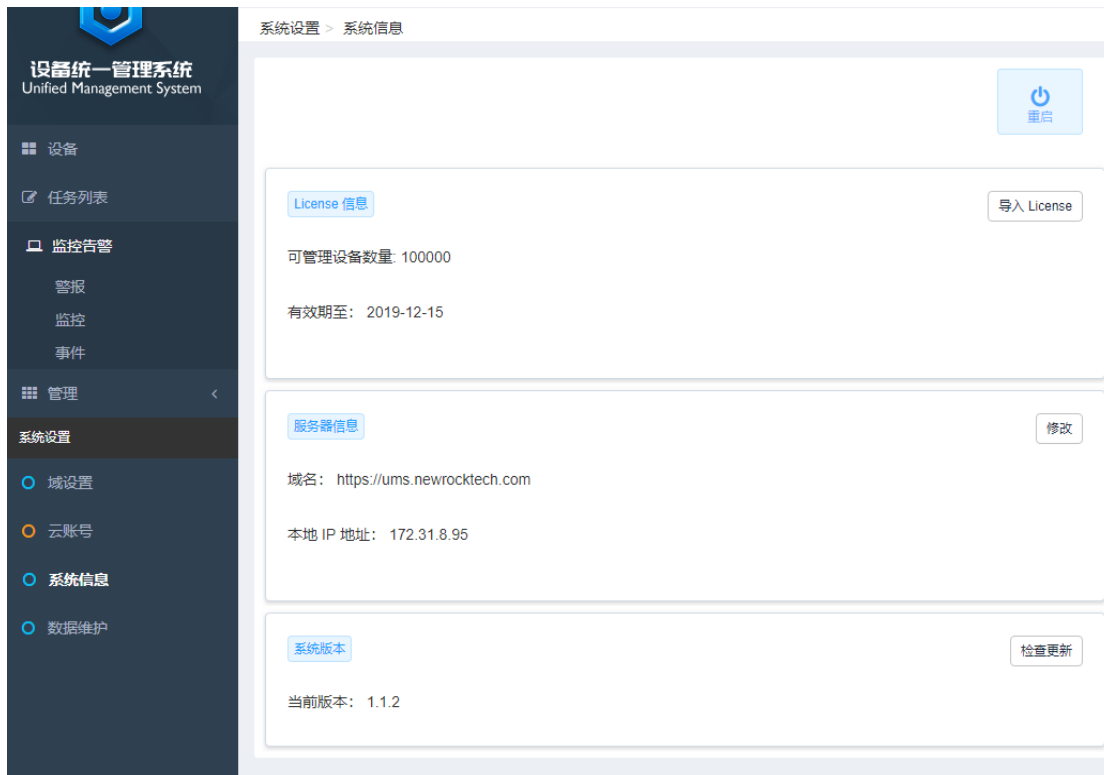 设备统一管理系统
Unified Management System
设备
任务列表
监控告警
警报
监控
事件
管理
系统设置
域设置
云账号
系统信息
数据维护
系统设置 > 系统信息
重启
License 信息
导入 License
可管理设备数量: 100000
有效期至： 2019-12-15
服务器信息
修改
域名： https://ums.newrocktech.com
本地 IP 地址： 172.31.8.95
系统版本
检查更新
当前版本： 1.1.2